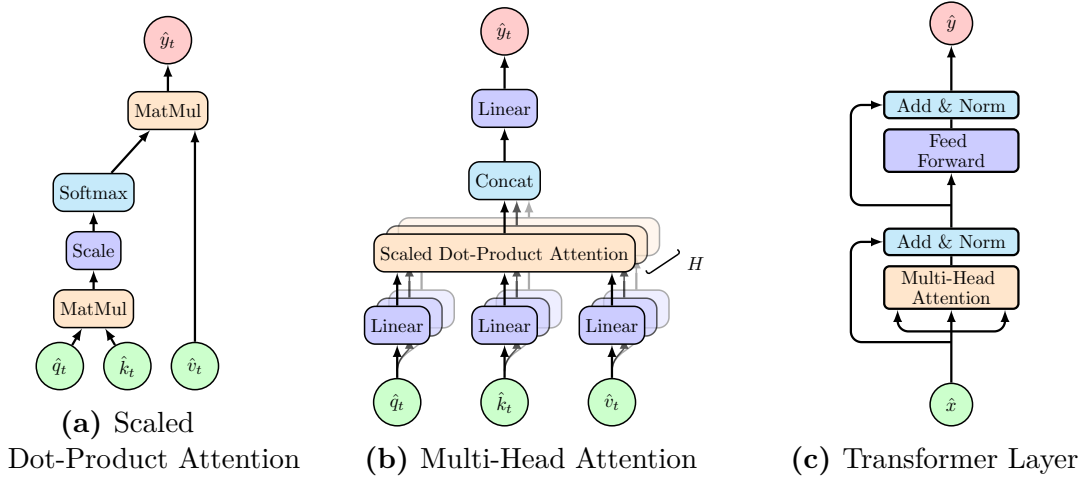 ŷ_t
MatMul
Softmax
Scale
MatMul
q̂_t
k̂_t
v̂_t
(a) Scaled
Dot-Product Attention
ŷ_t
Linear
Concat
Scaled Dot-Product Attention
H
Linear
Linear
Linear
q̂_t
k̂_t
v̂_t
(b) Multi-Head Attention
ŷ
Add & Norm
Feed
Forward
Add & Norm
Multi-Head
Attention
x̂
(c) Transformer Layer